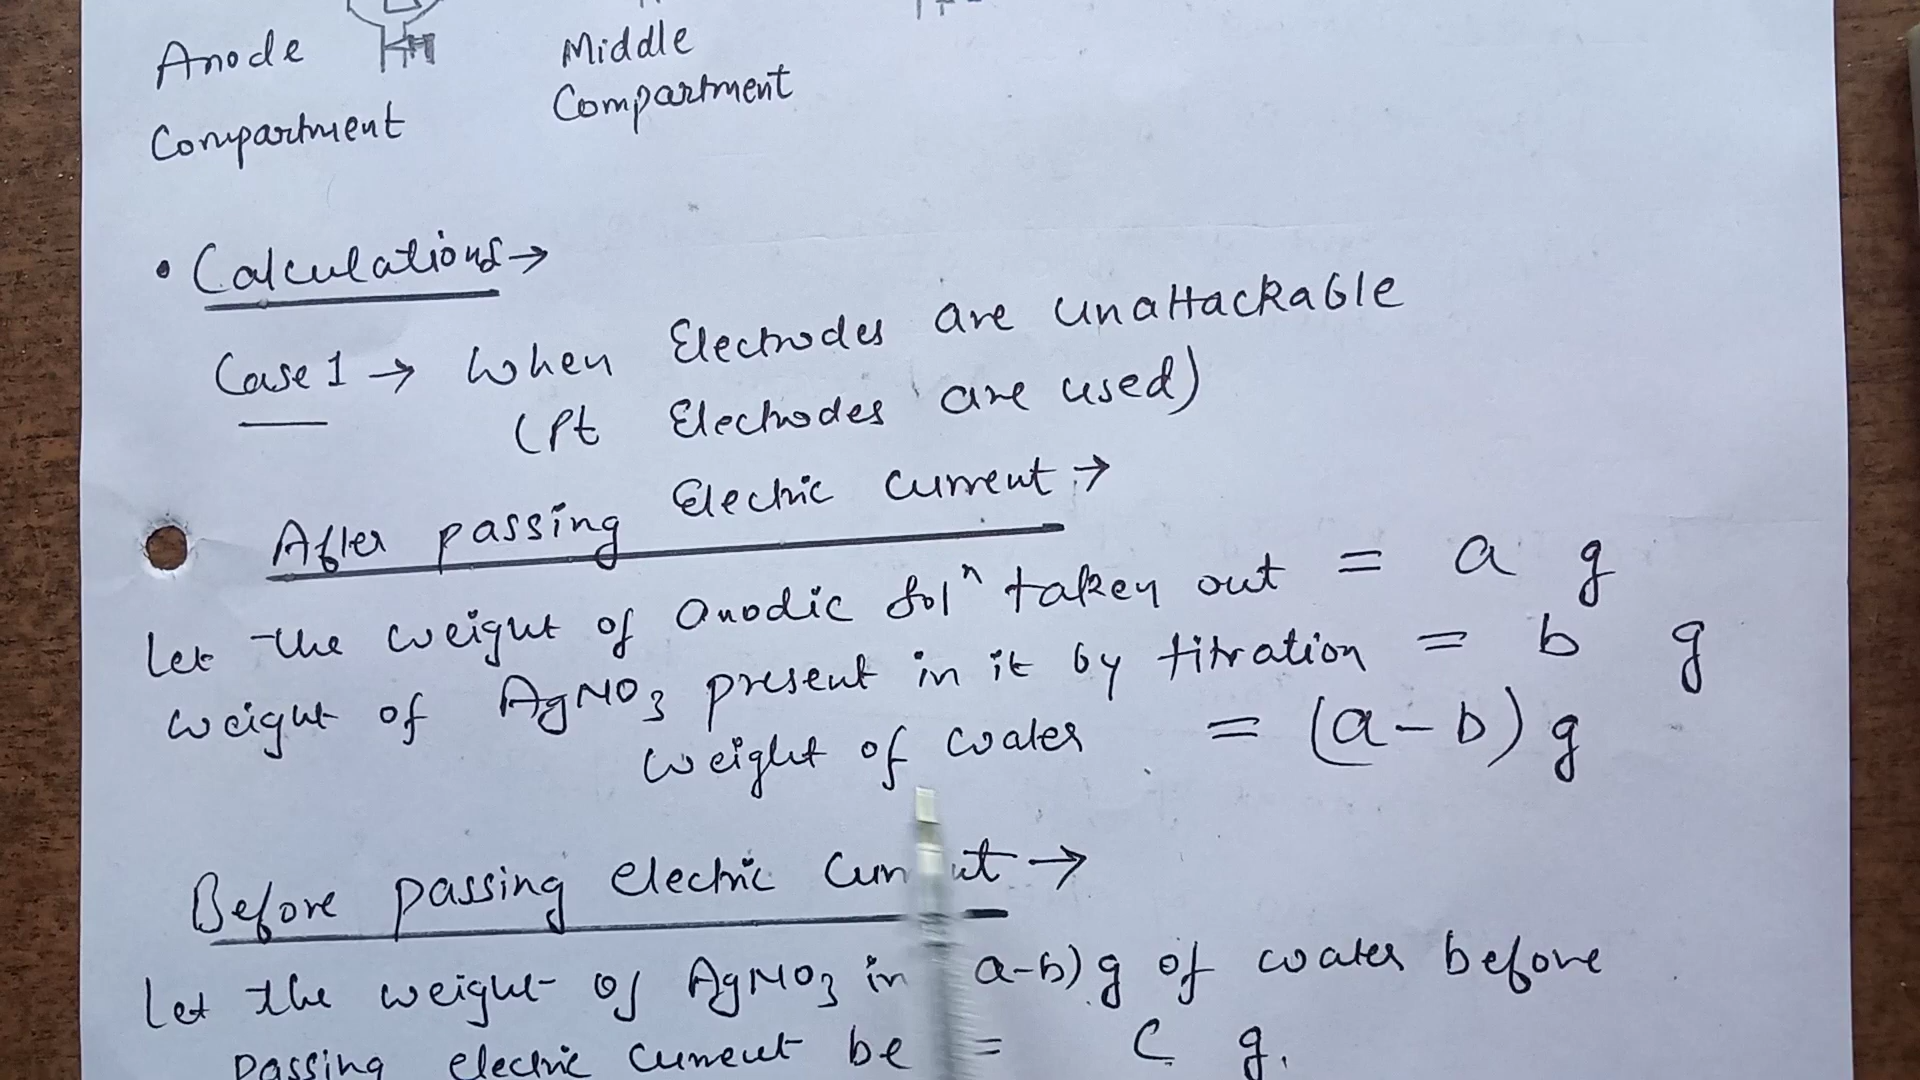 Anode
Compartment
Middle
Compartment
• Calculations →
Case 1 → When Electrodes are unattackable
(Pt Electrodes are used)
After passing Electric current →
Let the weight of anodic solⁿ taken out = a g
weight of AgNO3 present in it by titration = b g
weight of water = (a-b) g
Before passing electric →
Let the weight of AgNO3 in a-b) g of water before
passing electric current be = c g.